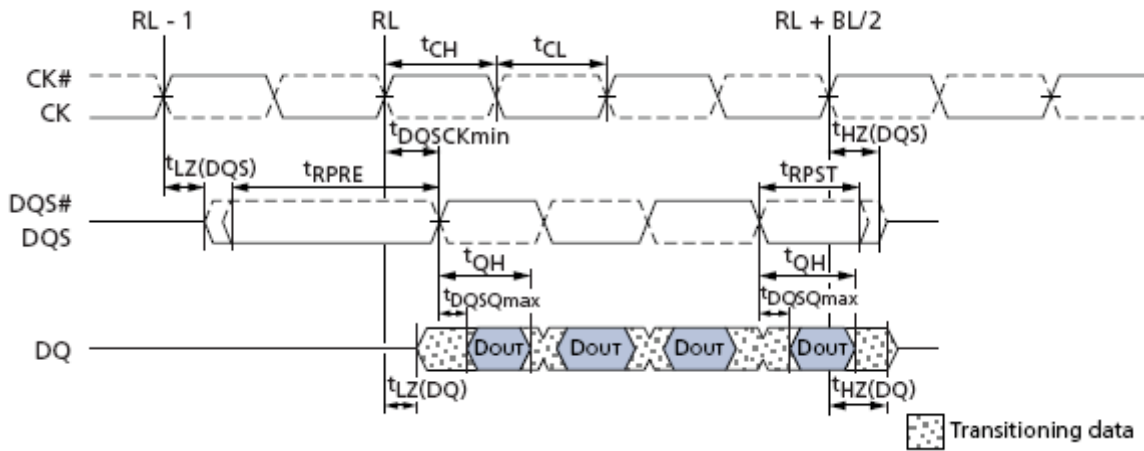 RL - 1
RL
RL + BL/2
tCH
tCL
CK#
CK
tDQSCKmin
tHZ(DQS)
tLZ(DQS)
tRPRE
tRPST
DQS#
DQS
tQH
tQH
tDQSQmax
tDQSQmax
DQ
DOUT
DOUT
DOUT
DOUT
tLZ(DQ)
tHZ(DQ)
Transitioning data